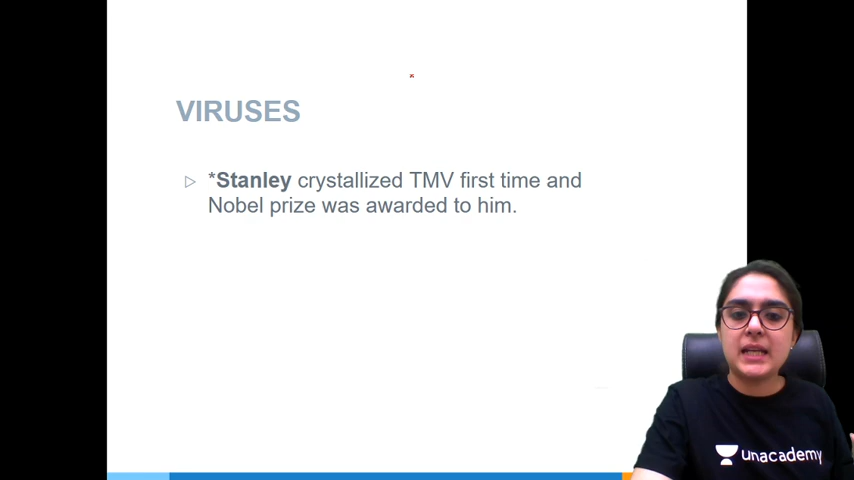 VIRUSES
*Stanley crystallized TMV first time and
Nobel prize was awarded to him.
unacademy